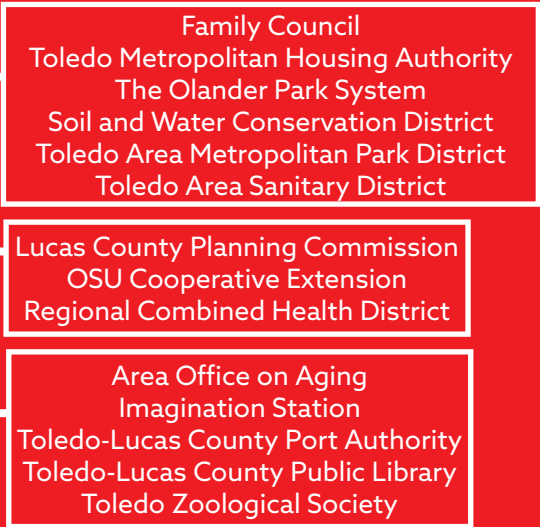 Family Council
Toledo Metropolitan Housing Authority
The Olander Park System
Soil and Water Conservation District
Toledo Area Metropolitan Park District
Toledo Area Sanitary District
Lucas County Planning Commission
OSU Cooperative Extension
Regional Combined Health District
Area Office on Aging
Imagination Station
Toledo-Lucas County Port Authority
Toledo-Lucas County Public Library
Toledo Zoological Society